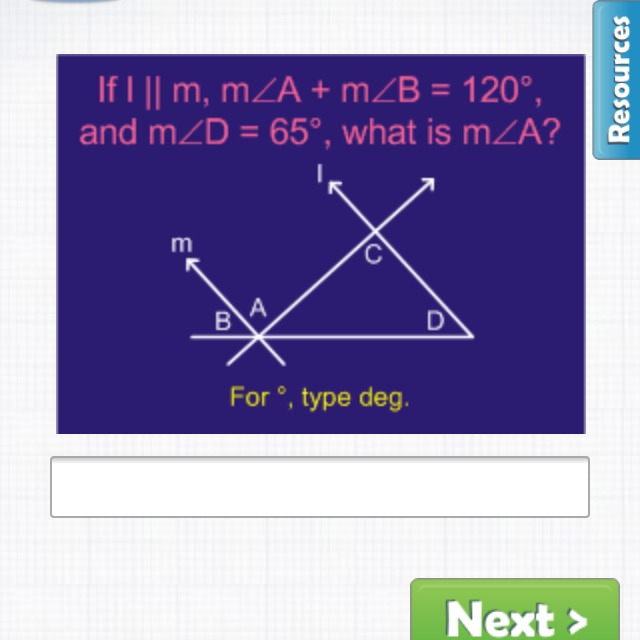 Resources
If l || m, m∠A + m∠B = 120°,
and m∠D = 65°, what is m∠A?
l
m
C
B A
D
For °, type deg.
Next >